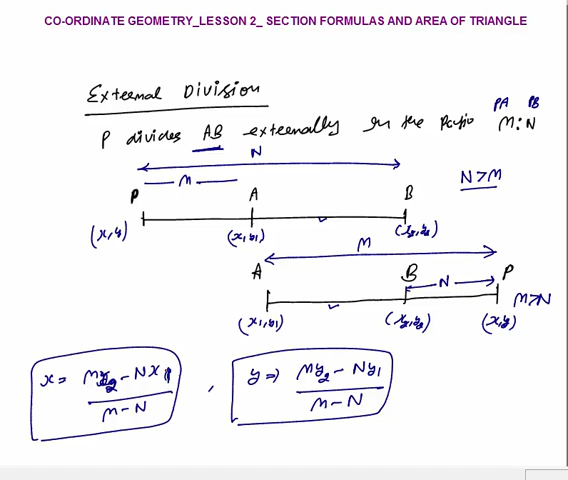 CO-ORDINATE GEOMETRY_LESSON 2_ SECTION FORMULAS AND AREA OF TRIANGLE
External Division
PA PB
P divides AB externally in the Ratio M:N
N
M
N>M
P A B
(x,y) (x1,y1) (x2,y2)
M
A B N P
M>N
(x1,y1) (x2,y2) (x,y)
x = Mx2 - Nx1 / M-N , y ⇒ My2 - Ny1 / M-N